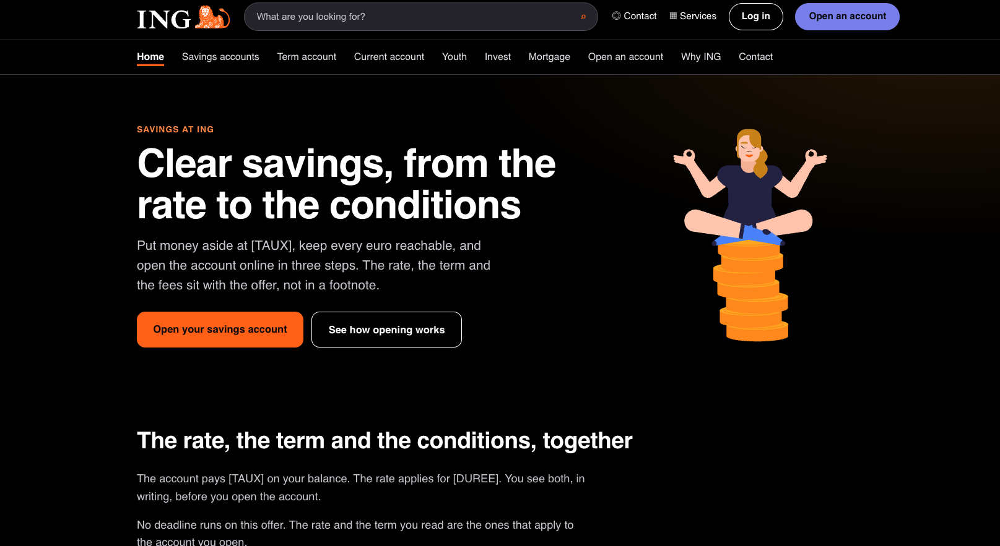 ING
What are you looking for?
Contact
Services
Log in
Open an account
Home
Savings accounts
Term account
Current account
Youth
Invest
Mortgage
Open an account
Why ING
Contact
SAVINGS AT ING
Clear savings, from the
rate to the conditions
Put money aside at [TAUX], keep every euro reachable, and
open the account online in three steps. The rate, the term and
the fees sit with the offer, not in a footnote.
Open your savings account
See how opening works
The rate, the term and the conditions, together
The account pays [TAUX] on your balance. The rate applies for [DUREE]. You see both, in
writing, before you open the account.
No deadline runs on this offer. The rate and the term you read are the ones that apply to
the account you open.